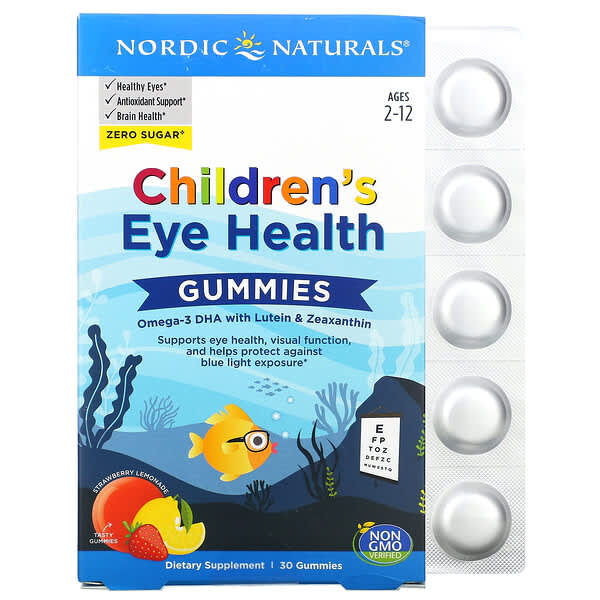 NORDIC NATURALS®
✓ Healthy Eyes*
✓ Antioxidant Support*
✓ Brain Health*
ZERO SUGAR*
AGES
2-12
Children's
Eye Health
GUMMIES
Omega-3 DHA with Lutein & Zeaxanthin
Supports eye health, visual function,
and helps protect against
blue light exposure*
E
FP
TOZ
DEFZC
STRAWBERRY LEMONADE
TASTY
GUMMIES
NON
GMO
VERIFIED
Dietary Supplement | 30 Gummies